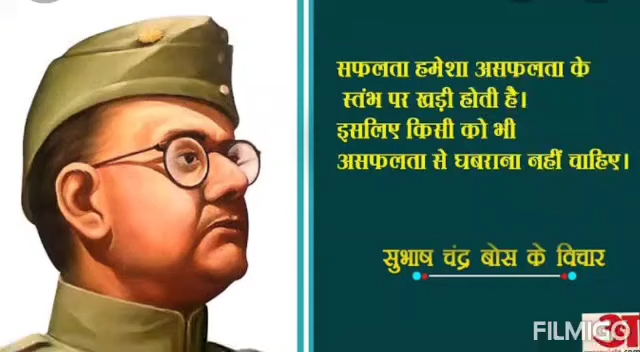 सफलता हमेशा असफलता के
स्तंभ पर खड़ी होती है।
इसलिए किसी को भी
असफलता से घबराना नहीं चाहिए।
सुभाष चंद्र बोस के विचार
FILMIGO